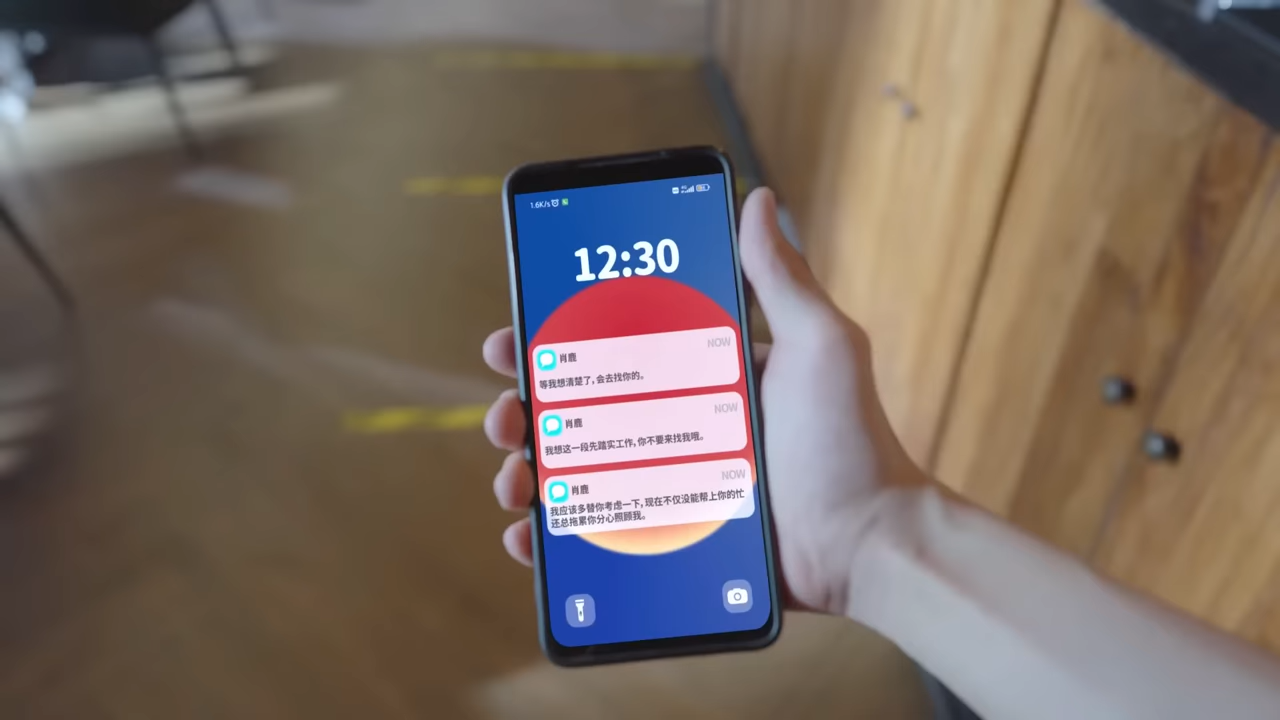 1.6K/s
12:30
肖鹿
NOW
等我想清楚了,会去找你的。
肖鹿
NOW
我想这一段先踏实工作,你不要来找我哦。
肖鹿
NOW
我应该多替你考虑一下,现在不仅没能帮上你的忙
还总拖累你分心照顾我。